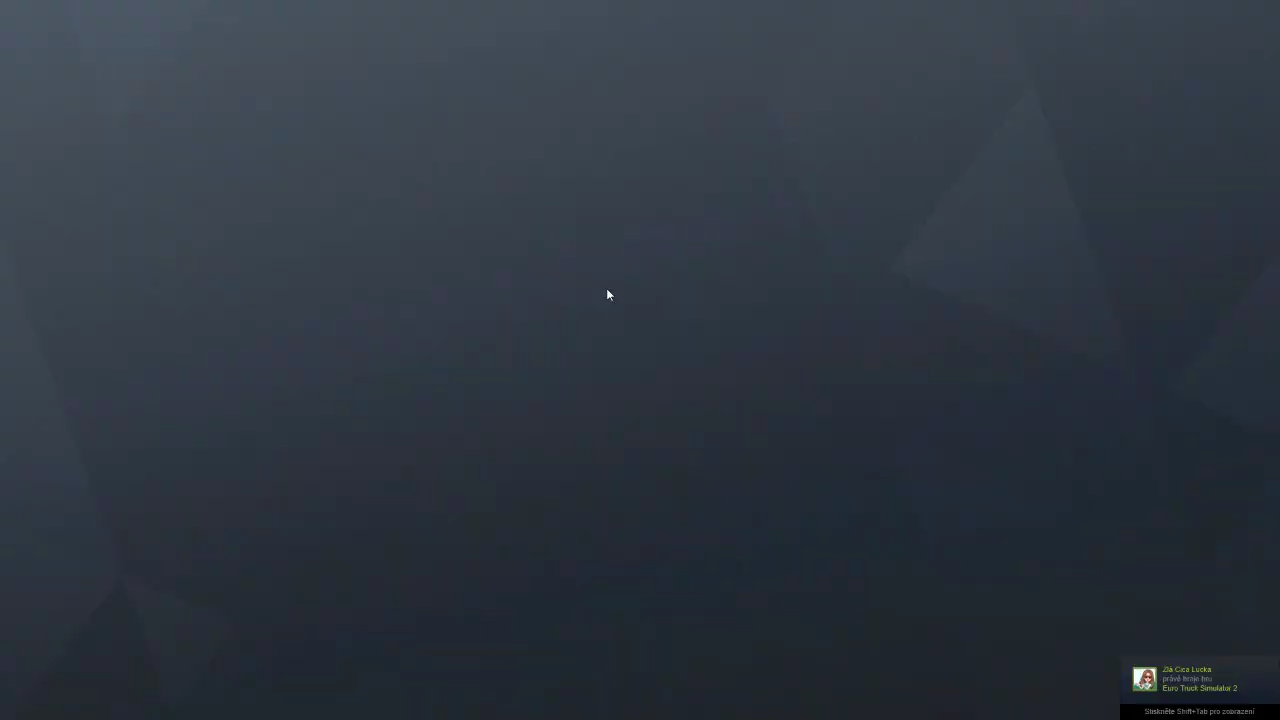 Zlá Cica Lucka
právě hraje hru
Euro Truck Simulator 2
Stiskněte Shift+Tab pro zobrazení